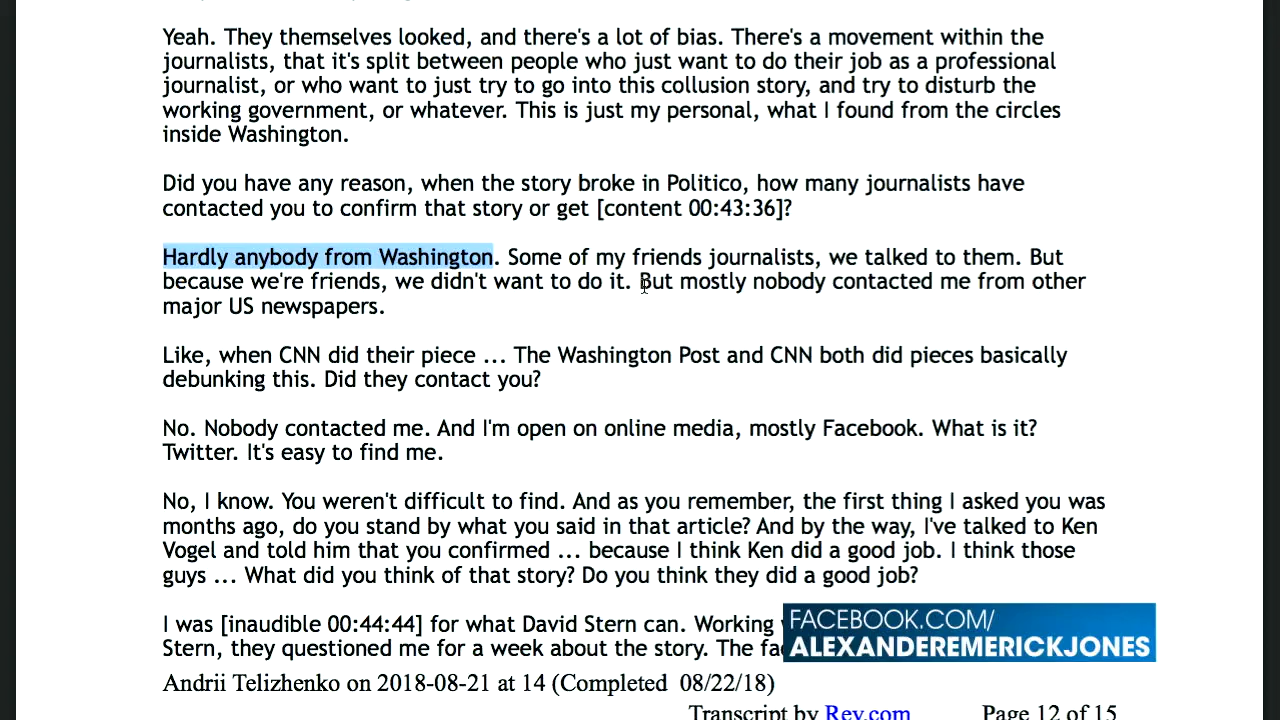 Yeah. They themselves looked, and there's a lot of bias. There's a movement within the
journalists, that it's split between people who just want to do their job as a professional
journalist, or who want to just try to go into this collusion story, and try to disturb the
working government, or whatever. This is just my personal, what I found from the circles
inside Washington.
Did you have any reason, when the story broke in Politico, how many journalists have
contacted you to confirm that story or get [content 00:43:36]?
Hardly anybody from Washington. Some of my friends journalists, we talked to them. But
because we're friends, we didn't want to do it. But mostly nobody contacted me from other
major US newspapers.
Like, when CNN did their piece ... The Washington Post and CNN both did pieces basically
debunking this. Did they contact you?
No. Nobody contacted me. And I'm open on online media, mostly Facebook. What is it?
Twitter. It's easy to find me.
No, I know. You weren't difficult to find. And as you remember, the first thing I asked you was
months ago, do you stand by what you said in that article? And by the way, I've talked to Ken
Vogel and told him that you confirmed ... because I think Ken did a good job. I think those
guys ... What did you think of that story? Do you think they did a good job?
I was [inaudible 00:44:44] for what David Stern can. Working
Stern, they questioned me for a week about the story. The
FACEBOOK.COM/
ALEXANDEREMERICKJONES
Andrii Telizhenko on 2018-08-21 at 14 (Completed 08/22/18)
Transcript by Rev.com Page 12 of 15